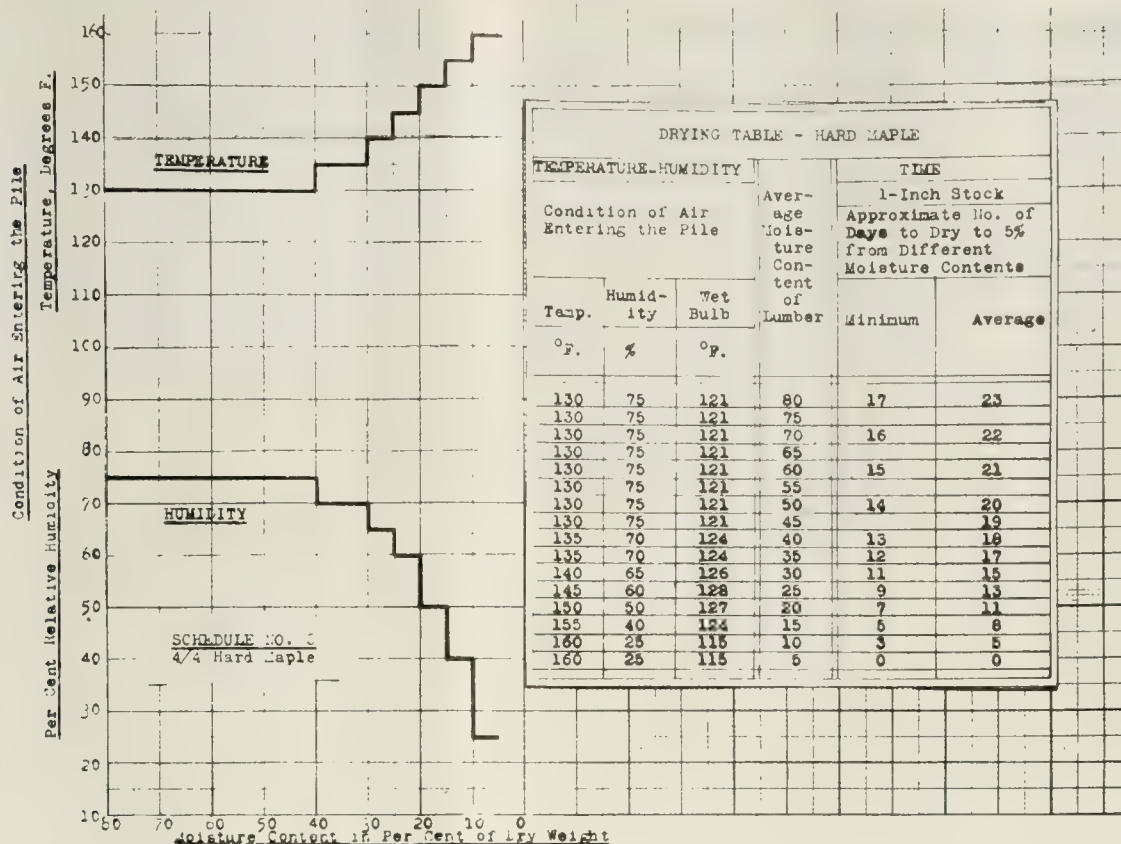 Condition of Air Entering the Pile
Temperature, Degrees F.
Per Cent Relative Humidity
160
150
140
130
120
110
100
90
80
70
60
50
40
30
20
10
TEMPERATURE
HUMIDITY
SCHEDULE NO.
4/4 Hard Maple
80 70 60 50 40 30 20 10 0
Moisture Content in Per Cent of Dry Weight
DRYING TABLE - HARD MAPLE
TEMPERATURE-HUMIDITY
Condition of Air
Entering the Pile
Temp.
Humid-
ity
Wet
Bulb
°F. % °F.
Aver-
age
Mois-
ture
Con-
tent
of
Lumber
TIME
1-Inch Stock
Approximate No. of
Days to Dry to 5%
from Different
Moisture Contents
Minimum Average
130 75 121 80 17 23
130 75 121 75
130 75 121 70 16 22
130 75 121 65
130 75 121 60 15 21
130 75 121 55
130 75 121 50 14 20
130 75 121 45 19
135 70 124 40 13 18
135 70 124 35 12 17
140 65 126 30 11 15
145 60 128 25 9 13
150 50 127 20 7 11
155 40 124 15 5 8
160 25 115 10 3 5
160 25 115 5 0 0